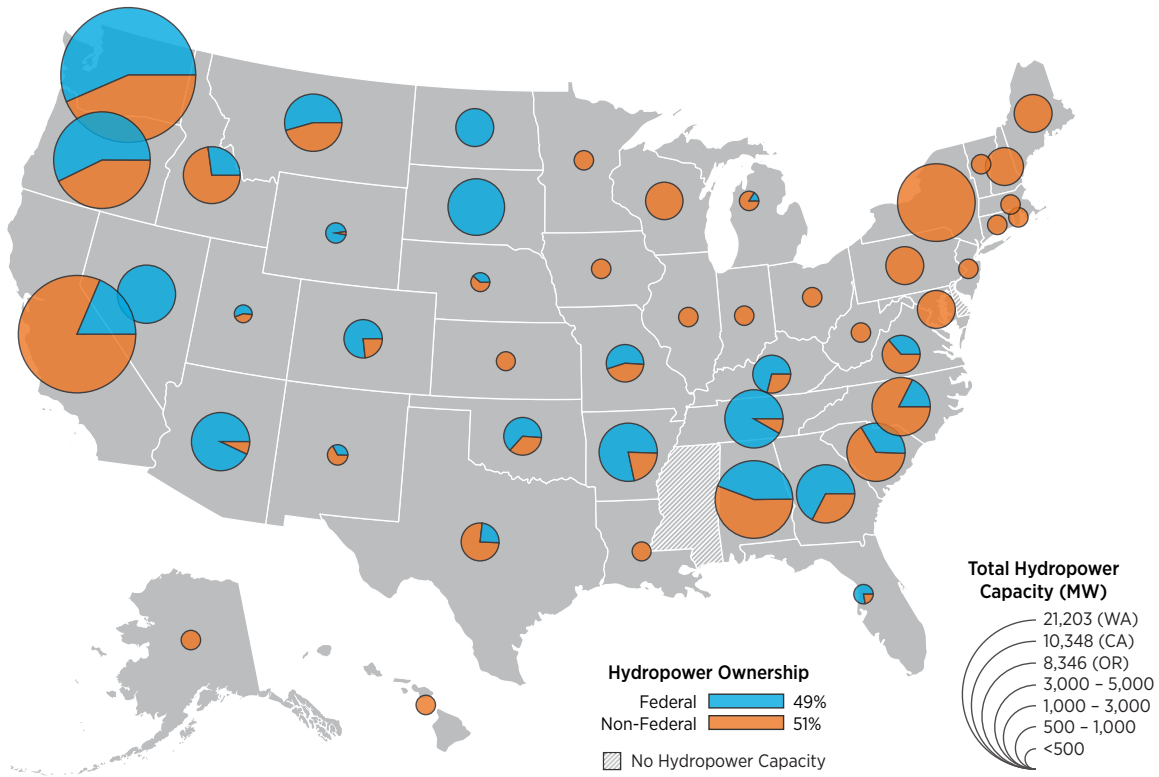 Total Hydropower
Capacity (MW)
21,203 (WA)
10,348 (CA)
8,346 (OR)
3,000 – 5,000
1,000 – 3,000
500 – 1,000
<500
Hydropower Ownership
Federal 49%
Non-Federal 51%
No Hydropower Capacity